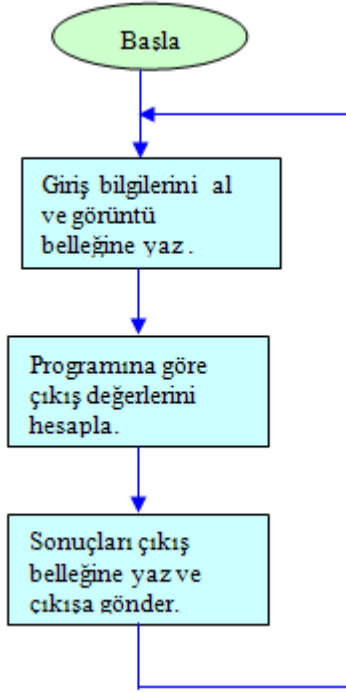 Başla
Giriş bilgilerini al
ve görüntü
belleğine yaz.
Programına göre
çıkış değerlerini
hesapla.
Sonuçları çıkış
belleğine yaz ve
çıkışa gönder.